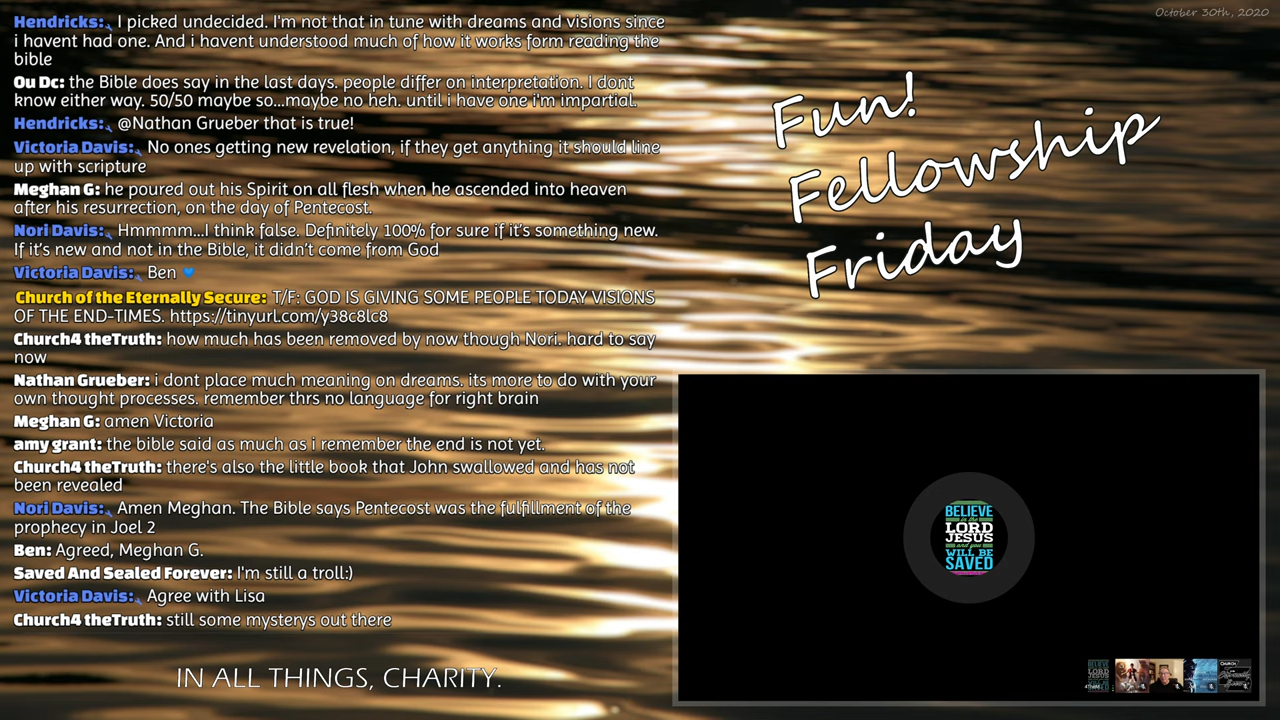 October 30th, 2020
Hendricks: I picked undecided. I'm not that in tune with dreams and visions since
i havent had one. And i havent understood much of how it works form reading the
bible
Ou Dc: the Bible does say in the last days. people differ on interpretation. I dont
know either way. 50/50 maybe so...maybe no heh. until i have one i'm impartial.
Hendricks: @Nathan Grueber that is true!
Victoria Davis: No ones getting new revelation, if they get anything it should line
up with scripture
Meghan G: he poured out his Spirit on all flesh when he ascended into heaven
after his resurrection, on the day of Pentecost.
Nori Davis: Hmmmm...I think false. Definitely 100% for sure if it's something new.
If it's new and not in the Bible, it didn't come from God
Victoria Davis: Ben 💙
Church of the Eternally Secure: T/F: GOD IS GIVING SOME PEOPLE TODAY VISIONS
OF THE END-TIMES. https://tinyurl.com/y38c8lc8
Church4 theTruth: how much has been removed by now though Nori. hard to say
now
Nathan Grueber: i dont place much meaning on dreams. its more to do with your
own thought processes. remember thrs no language for right brain
Meghan G: amen Victoria
amy grant: the bible said as much as i remember the end is not yet.
Church4 theTruth: there's also the little book that John swallowed and has not
been revealed
Nori Davis: Amen Meghan. The Bible says Pentecost was the fulfillment of the
prophecy in Joel 2
Ben: Agreed, Meghan G.
Saved And Sealed Forever: I'm still a troll:)
Victoria Davis: Agree with Lisa
Church4 theTruth: still some mysterys out there
IN ALL THINGS, CHARITY.
Fun!
Fellowship
Friday
BELIEVE
in the
LORD
JESUS
and you
WILL BE
SAVED